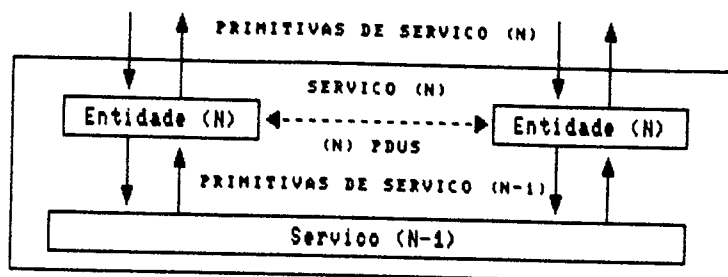 PRIMITIVAS DE SERVICO (N)
SERVICO (N)
Entidade (N)
Entidade (N)
(N) PDUS
PRIMITIVAS DE SERVICO (N-1)
Servico (N-1)